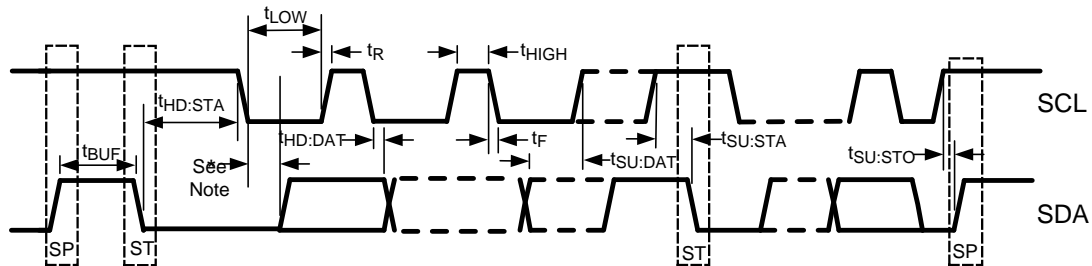 tLOW
tR
tHIGH
SCL
tHD:STA
tHD:DAT
tF
tSU:STA
tBUF
See
Note
tSU:DAT
tSU:STO
SDA
SP
ST
ST
SP